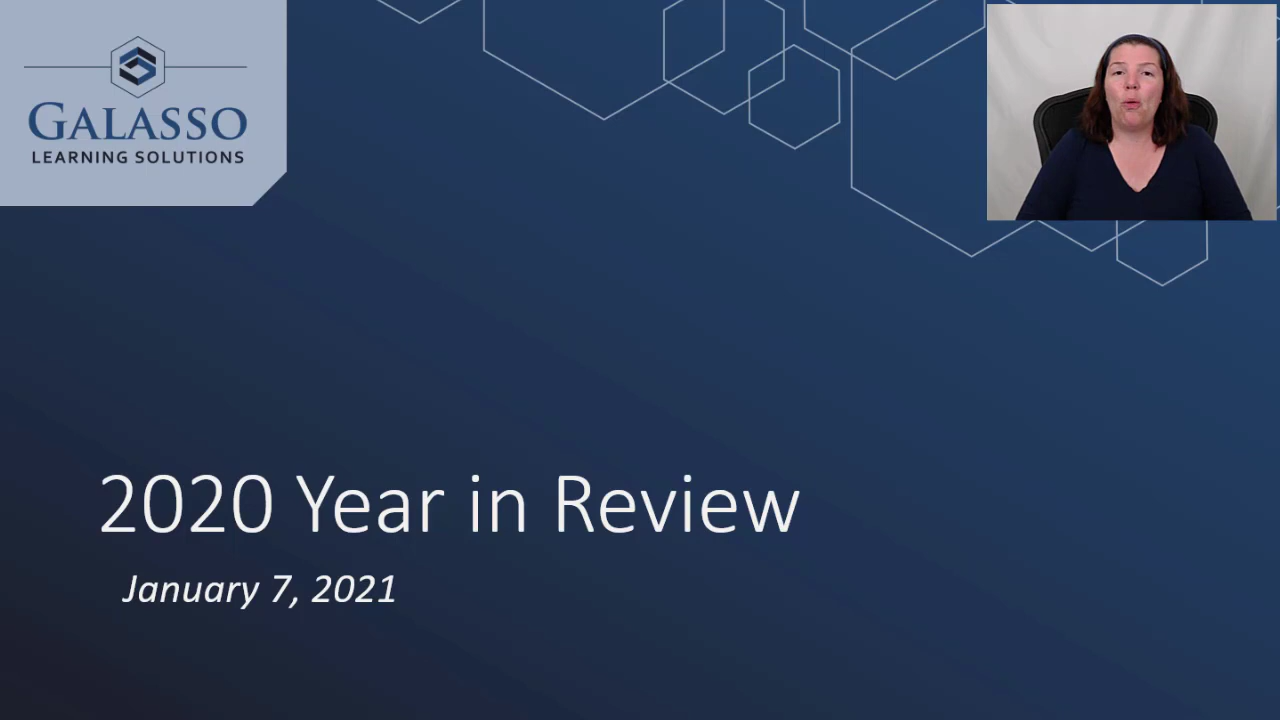 GALASSO
LEARNING SOLUTIONS
2020 Year in Review
January 7, 2021